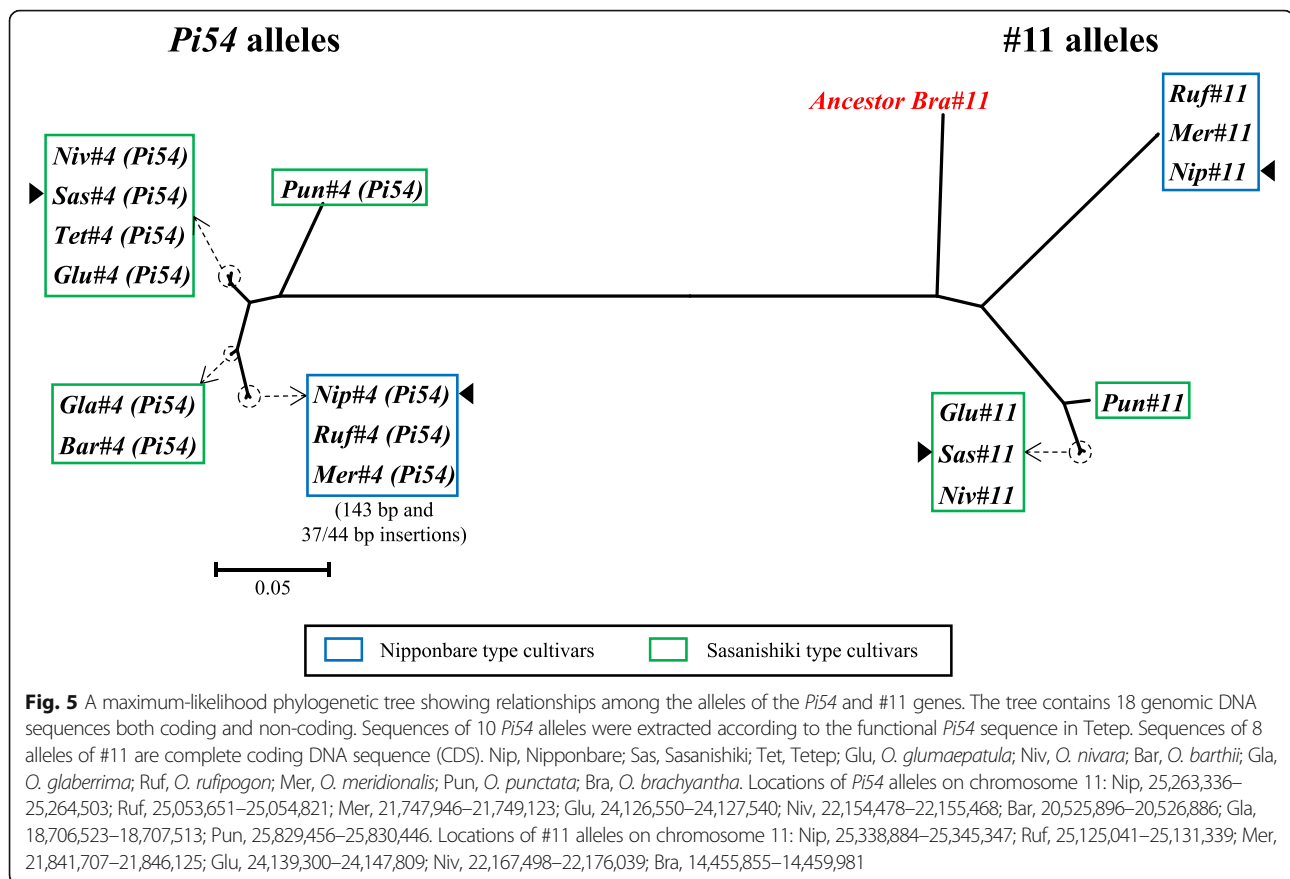 Pi54 alleles
#11 alleles
Ancestor Bra#11
Ruf#11
Mer#11
Nip#11
Niv#4 (Pi54)
Sas#4 (Pi54)
Tet#4 (Pi54)
Glu#4 (Pi54)
Pun#4 (Pi54)
Gla#4 (Pi54)
Bar#4 (Pi54)
Nip#4 (Pi54)
Ruf#4 (Pi54)
Mer#4 (Pi54)
(143 bp and
37/44 bp insertions)
Glu#11
Sas#11
Niv#11
Pun#11
0.05
Nipponbare type cultivars
Sasanishiki type cultivars
Fig. 5 A maximum-likelihood phylogenetic tree showing relationships among the alleles of the Pi54 and #11 genes. The tree contains 18 genomic DNA
sequences both coding and non-coding. Sequences of 10 Pi54 alleles were extracted according to the functional Pi54 sequence in Tetep. Sequences of 8
alleles of #11 are complete coding DNA sequence (CDS). Nip, Nipponbare; Sas, Sasanishiki; Tet, Tetep; Glu, O. glumaepatula; Niv, O. nivara; Bar, O. barthii; Gla,
O. glaberrima; Ruf, O. rufipogon; Mer, O. meridionalis; Pun, O. punctata; Bra, O. brachyantha. Locations of Pi54 alleles on chromosome 11: Nip, 25,263,336–
25,264,503; Ruf, 25,053,651–25,054,821; Mer, 21,747,946–21,749,123; Glu, 24,126,550–24,127,540; Niv, 22,154,478–22,155,468; Bar, 20,525,896–20,526,886; Gla,
18,706,523–18,707,513; Pun, 25,829,456–25,830,446. Locations of #11 alleles on chromosome 11: Nip, 25,338,884–25,345,347; Ruf, 25,125,041–25,131,339; Mer,
21,841,707–21,846,125; Glu, 24,139,300–24,147,809; Niv, 22,167,498–22,176,039; Bra, 14,455,855–14,459,981